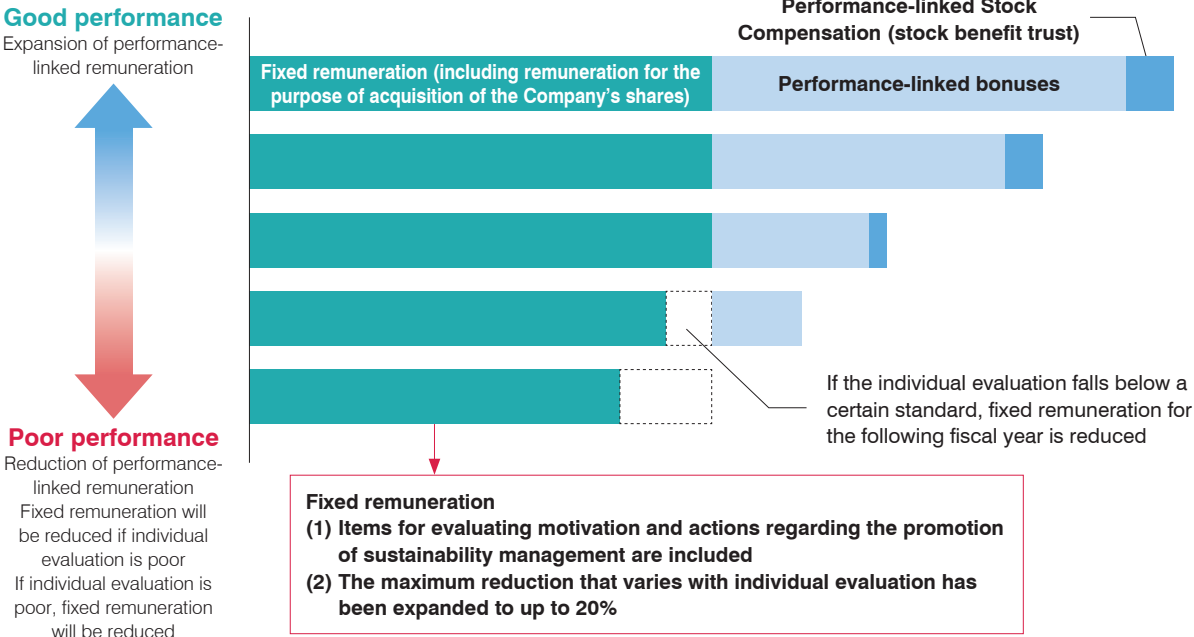 Good performance
Expansion of performance-
linked remuneration
Performance-linked Stock
Compensation (stock benefit trust)
Fixed remuneration (including remuneration for the
purpose of acquisition of the Company's shares)
Performance-linked bonuses
If the individual evaluation falls below a
certain standard, fixed remuneration for
the following fiscal year is reduced
Poor performance
Reduction of performance-
linked remuneration
Fixed remuneration will
be reduced if individual
evaluation is poor
If individual evaluation is
poor, fixed remuneration
will be reduced
Fixed remuneration
(1) Items for evaluating motivation and actions regarding the promotion
of sustainability management are included
(2) The maximum reduction that varies with individual evaluation has
been expanded to up to 20%